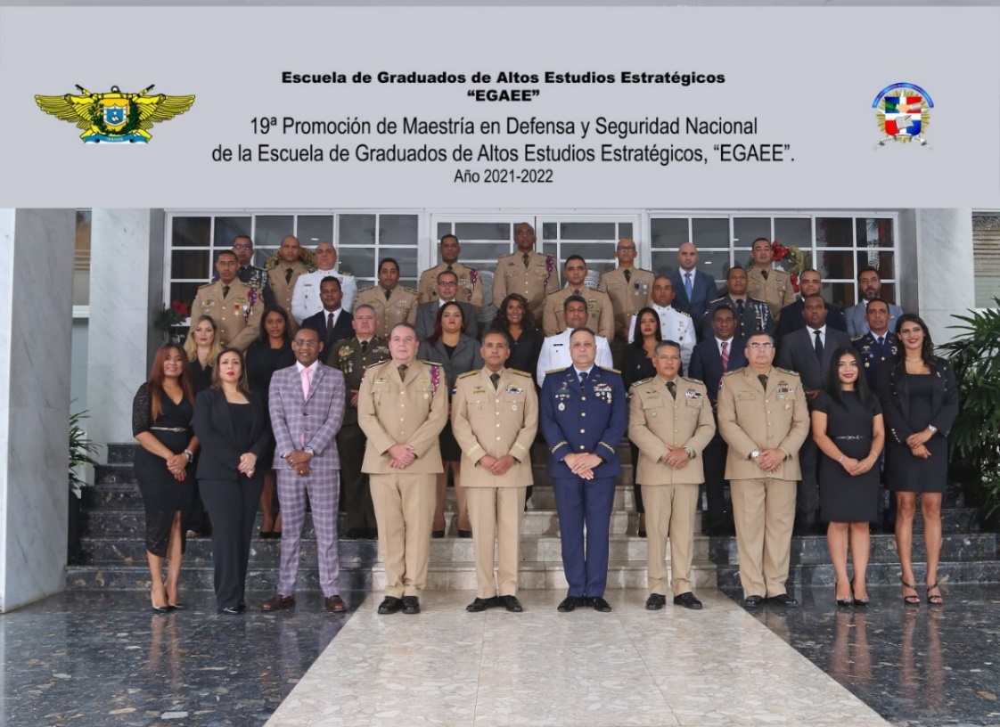 Escuela de Graduados de Altos Estudios Estratégicos
“EGAEE”
19ª Promoción de Maestría en Defensa y Seguridad Nacional
de la Escuela de Graduados de Altos Estudios Estratégicos, “EGAEE”.
Año 2021-2022